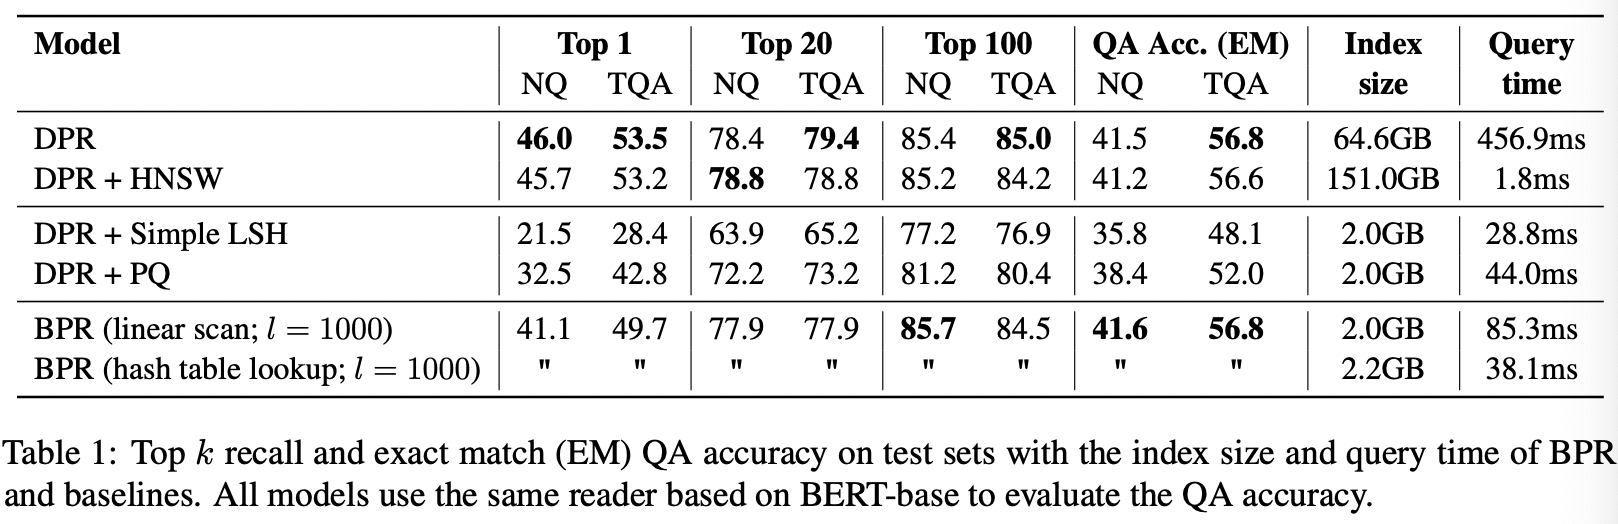 Model Top 1 Top 20 Top 100 QA Acc. (EM) Index Query
NQ TQA NQ TQA NQ TQA NQ TQA size time
DPR 46.0 53.5 78.4 79.4 85.4 85.0 41.5 56.8 64.6GB 456.9ms
DPR + HNSW 45.7 53.2 78.8 78.8 85.2 84.2 41.2 56.6 151.0GB 1.8ms
DPR + Simple LSH 21.5 28.4 63.9 65.2 77.2 76.9 35.8 48.1 2.0GB 28.8ms
DPR + PQ 32.5 42.8 72.2 73.2 81.2 80.4 38.4 52.0 2.0GB 44.0ms
BPR (linear scan; l = 1000) 41.1 49.7 77.9 77.9 85.7 84.5 41.6 56.8 2.0GB 85.3ms
BPR (hash table lookup; l = 1000) " " " " " " " " 2.2GB 38.1ms
Table 1: Top k recall and exact match (EM) QA accuracy on test sets with the index size and query time of BPR
and baselines. All models use the same reader based on BERT-base to evaluate the QA accuracy.